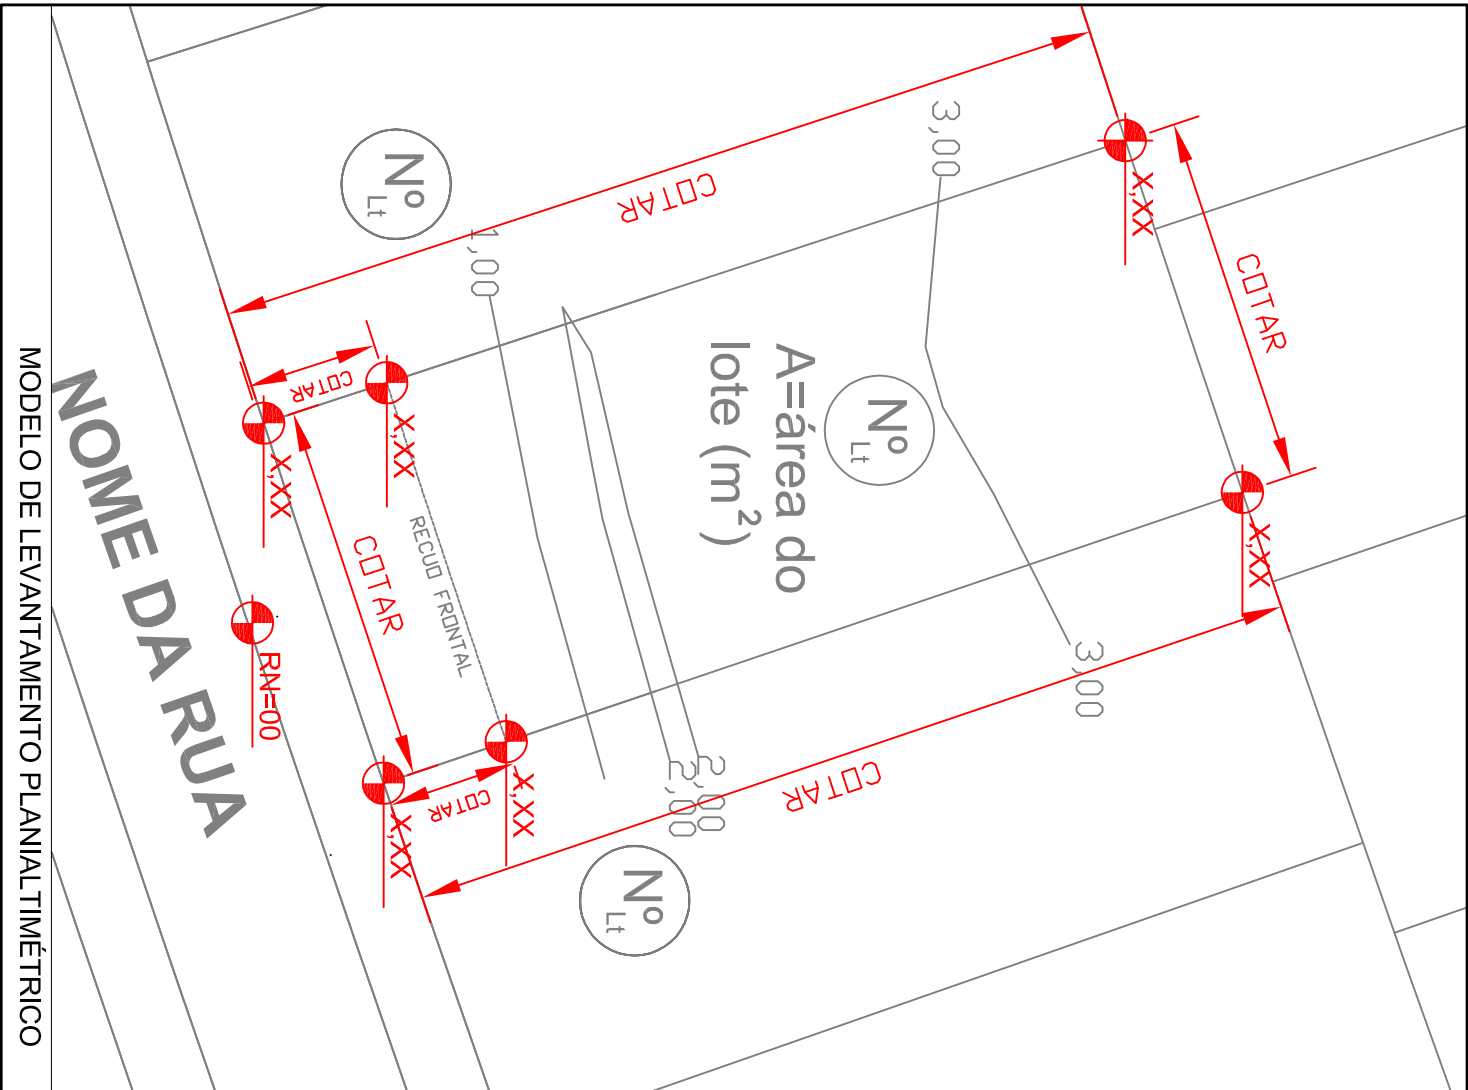 COTAR
X,XX
X,XX
COTAR
COTAR
3,00
3,00
Nº
Lt
A=área do
lote (m²)
Nº
Lt
Nº
Lt
2,00
2,00
1,00
X,XX
X,XX
COTAR
COTAR
RECUO FRONTAL
COTAR
X,XX
X,XX
RN=00
NOME DA RUA
MODELO DE LEVANTAMENTO PLANIALTIMÉTRICO